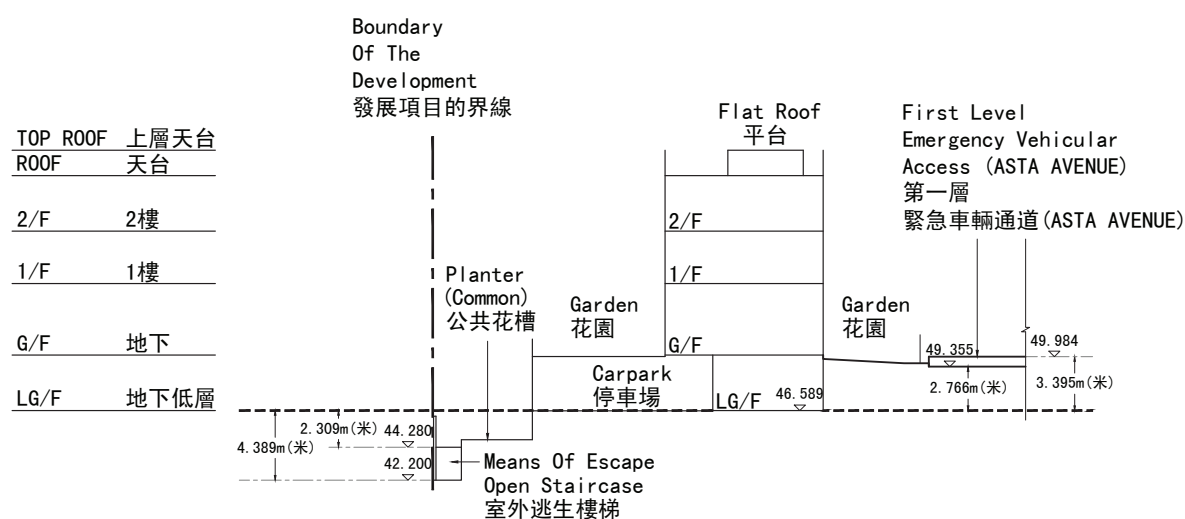 Boundary
Of The
Development
發展項目的界線
Flat Roof
平台
First Level
Emergency Vehicular
Access (ASTA AVENUE)
第一層
緊急車輛通道(ASTA AVENUE)
TOP ROOF 上層天台
ROOF 天台
2/F 2樓
2/F
1/F 1樓
1/F
Planter
(Common)
公共花槽
Garden
花園
Garden
花園
G/F 地下
G/F
49.355
49.984
Carpark
停車場
2.766m(米)
3.395m(米)
LG/F 地下低層
LG/F
46.589
2.309m(米)
44.280
4.389m(米)
42.200
Means Of Escape
Open Staircase
室外逃生樓梯